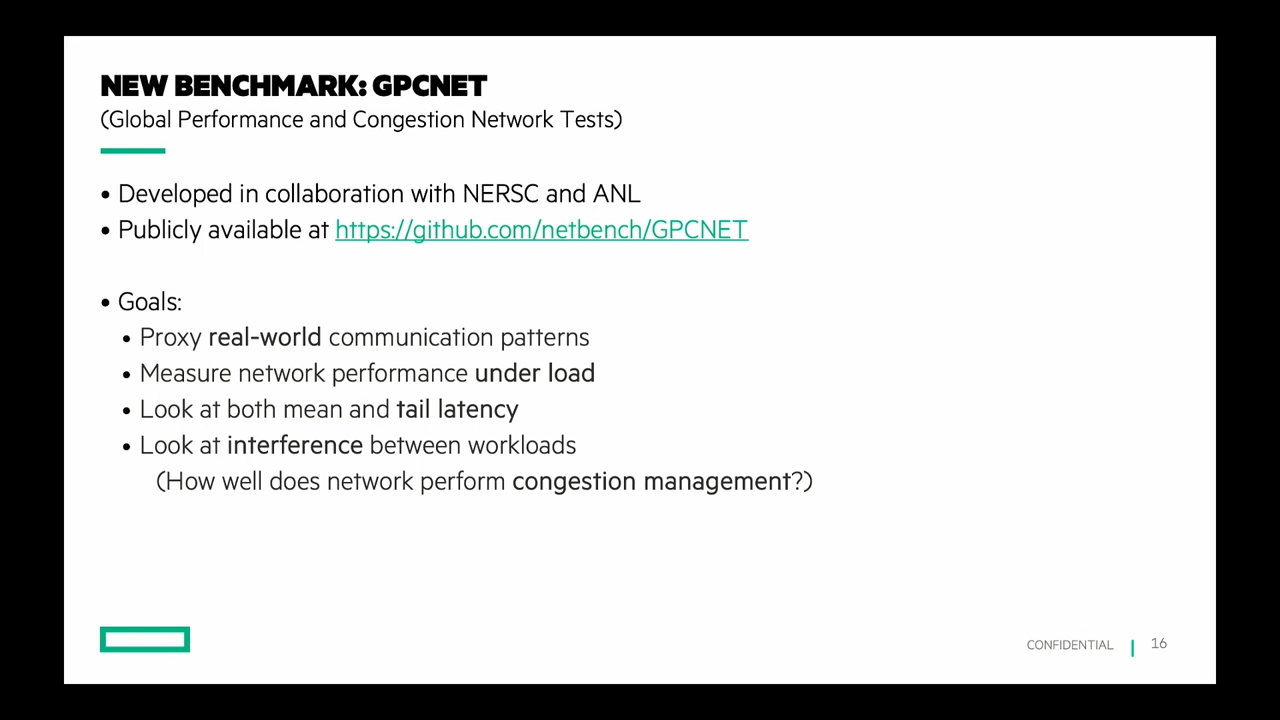 NEW BENCHMARK: GPCNET
(Global Performance and Congestion Network Tests)
• Developed in collaboration with NERSC and ANL
• Publicly available at https://github.com/netbench/GPCNET
• Goals:
• Proxy real-world communication patterns
• Measure network performance under load
• Look at both mean and tail latency
• Look at interference between workloads
(How well does network perform congestion management?)
CONFIDENTIAL | 16